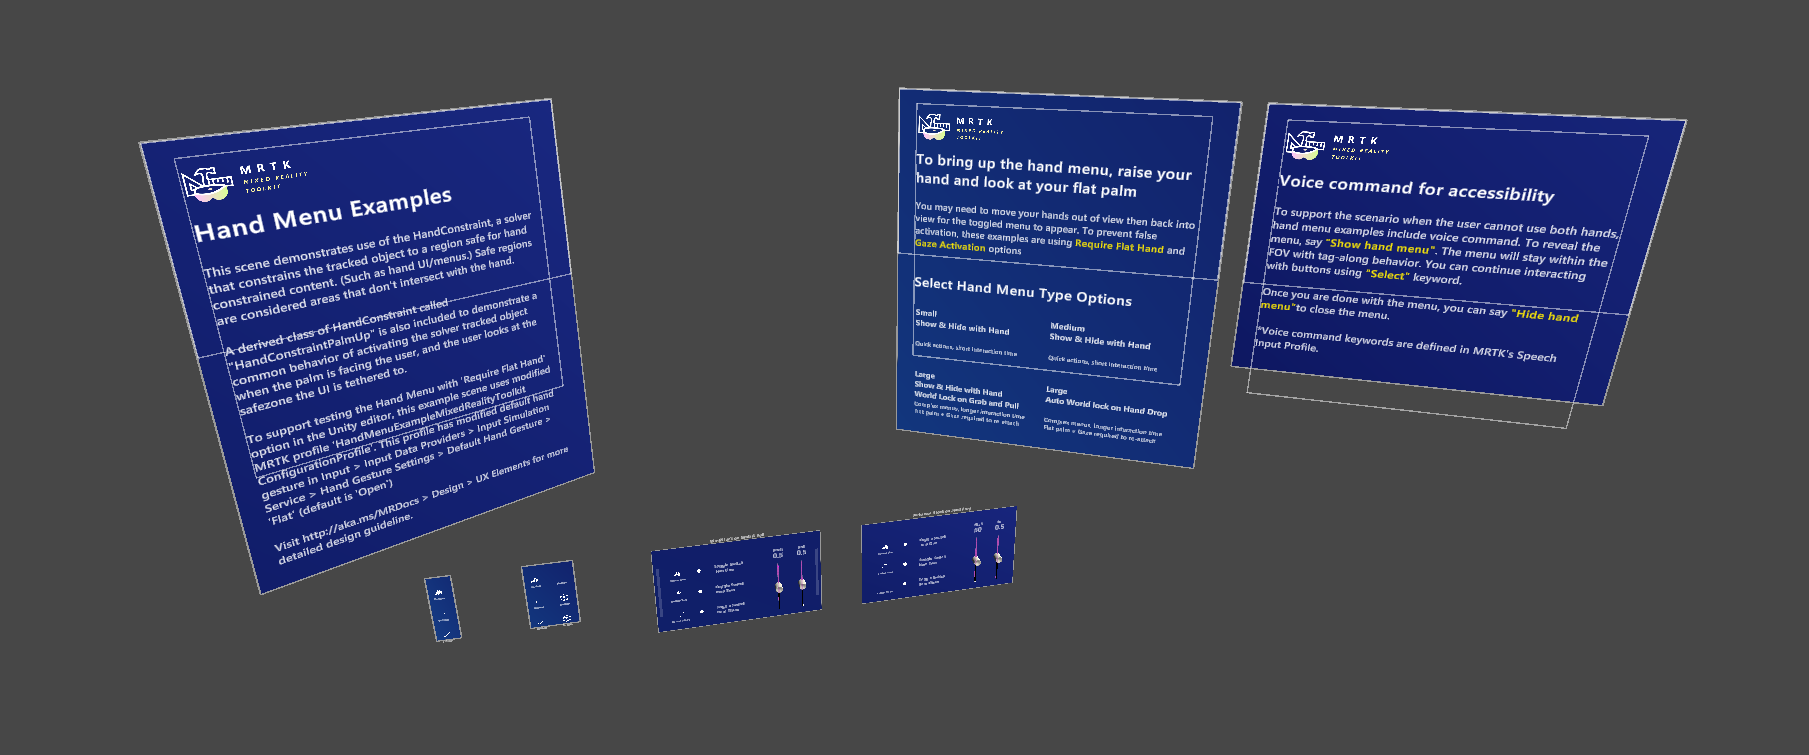 MRTK
MIXED REALITY
TOOLKIT
Hand Menu Examples
This scene demonstrates use of the HandConstraint, a solver
that constrains the tracked object to a region safe for hand
constrained content. (Such as hand UI/menus.) Safe regions
are considered areas that don't intersect with the hand.
A derived class of HandConstraint called
"HandConstraintPalmUp" is also included to demonstrate a
common behavior of activating the solver tracked object
when the palm is facing the user, and the user looks at the
safezone the UI is tethered to.
To support testing the Hand Menu with 'Require Flat Hand'
option in the Unity editor, this example scene uses modified
MRTK profile 'HandMenuExampleMixedRealityToolkit
ConfigurationProfile'. This profile has modified default hand
gesture in Input > Input Data Providers > Input Simulation
Service > Hand Gesture Settings > Default Hand Gesture >
'Flat' (default is 'Open')
Visit http://aka.ms/MRDocs > Design > UX Elements for more
detailed design guideline.
MRTK
MIXED REALITY
TOOLKIT
To bring up the hand menu, raise your
hand and look at your flat palm
You may need to move your hands out of view then back into
view for the toggled menu to appear. To prevent false
activation, these examples are using Require Flat Hand and
Gaze Activation options
Select Hand Menu Type Options
Small
Show & Hide with Hand
Quick actions, short interaction time
Medium
Show & Hide with Hand
Quick actions, short interaction time
Large
Show & Hide with Hand
World Lock on Grab and Pull
Complex menus, longer interaction time
flat palm + Gaze required to re-attach
Large
Auto World lock on Hand Drop
Complex menus, longer interaction time
Flat palm + Gaze required to re-attach
MRTK
MIXED REALITY
TOOLKIT
Voice command for accessibility
To support the scenario when the user cannot use both hands,
hand menu examples include voice command. To reveal the
menu, say "Show hand menu". The menu will stay within the
FOV with tag-along behavior. You can continue interacting
with buttons using "Select" keyword.
Once you are done with the menu, you can say "Hide hand
menu"to close the menu.
*Voice command keywords are defined in MRTK's Speech
Input Profile.
0.5
0.5
0.5